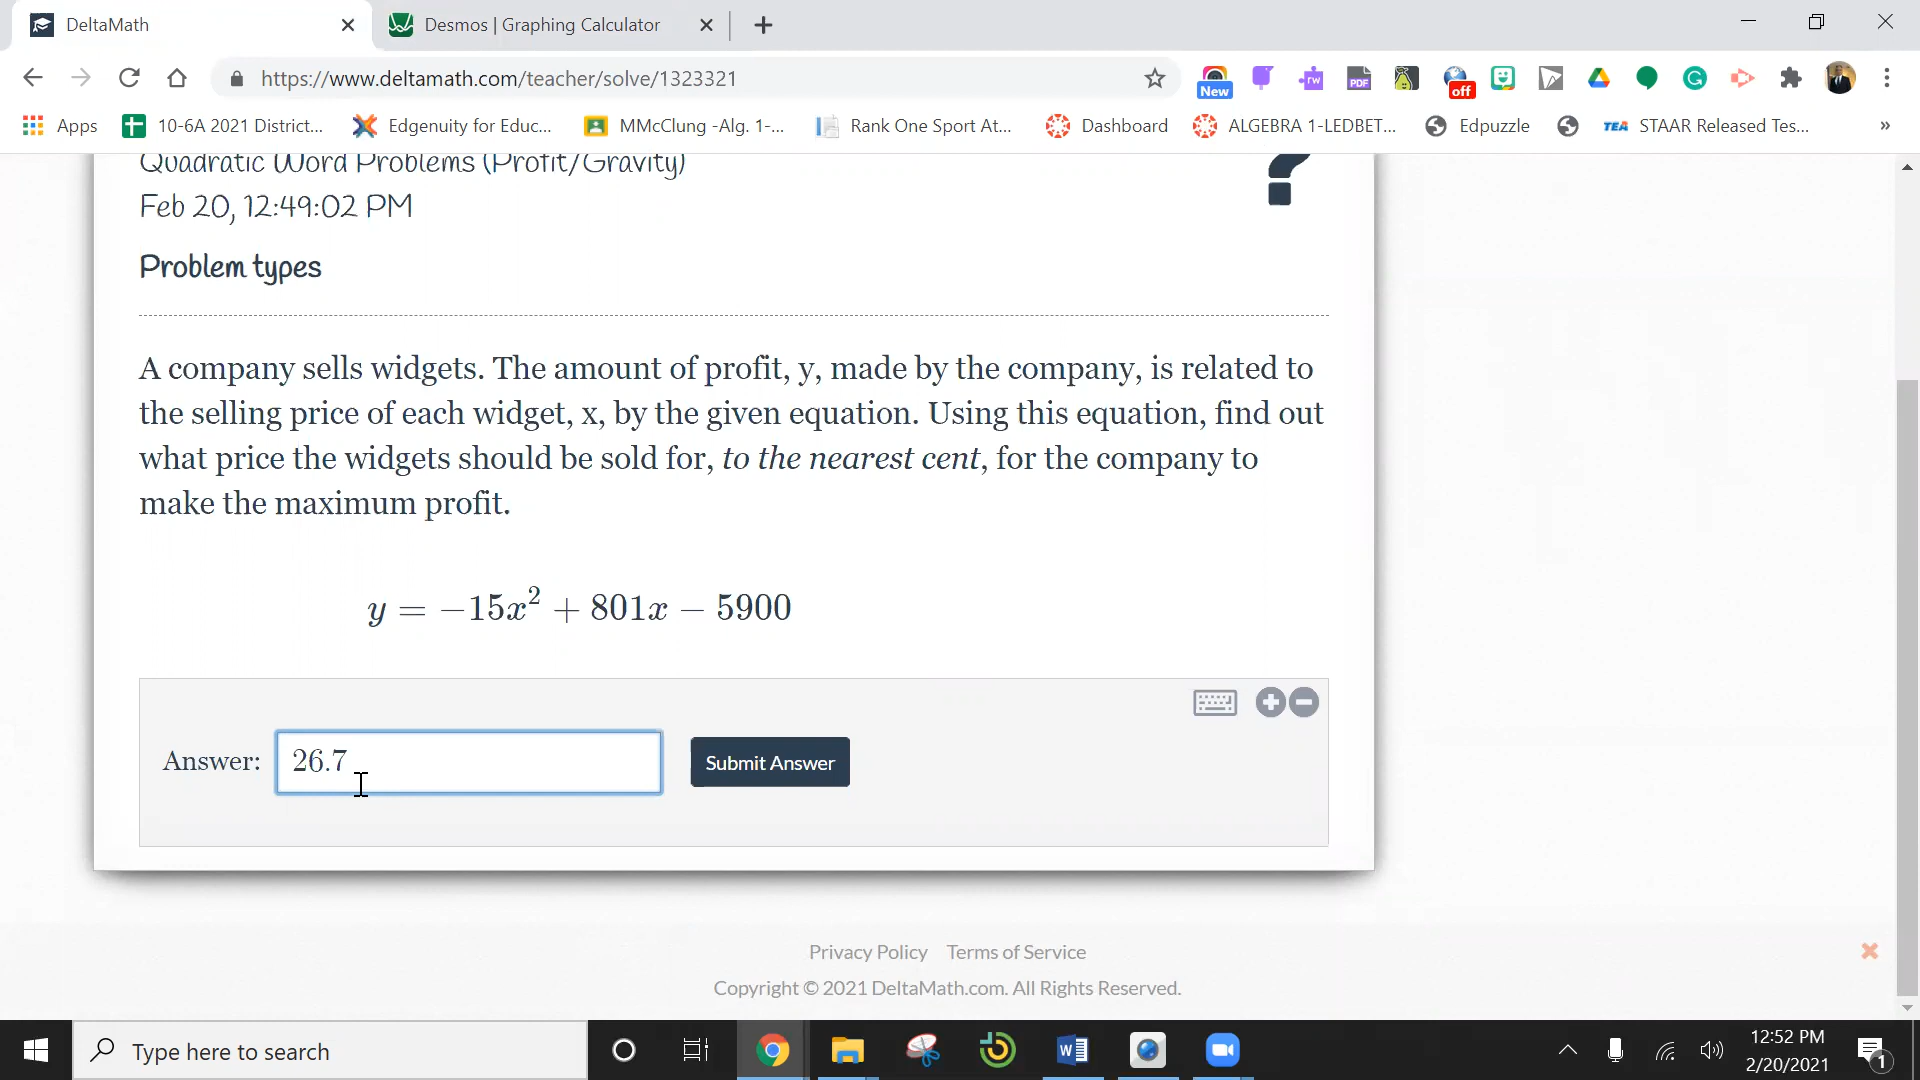 DeltaMath
Desmos | Graphing Calculator
https://www.deltamath.com/teacher/solve/1323321
New
rw
PDF
off
Apps
10-6A 2021 District...
Edgenuity for Educ...
MMcClung -Alg. 1-...
Rank One Sport At...
Dashboard
ALGEBRA 1-LEDBET...
Edpuzzle
TEA
STAAR Released Tes...
»
Quadratic Word Problems (Profit/Gravity)
Feb 20, 12:49:02 PM
?
Problem types
A company sells widgets. The amount of profit, y, made by the company, is related to
the selling price of each widget, x, by the given equation. Using this equation, find out
what price the widgets should be sold for, to the nearest cent, for the company to
make the maximum profit.
y = −15x² + 801x − 5900
Answer:
26.7
Submit Answer
Privacy Policy
Terms of Service
Copyright © 2021 DeltaMath.com. All Rights Reserved.
Type here to search
12:52 PM
2/20/2021
1